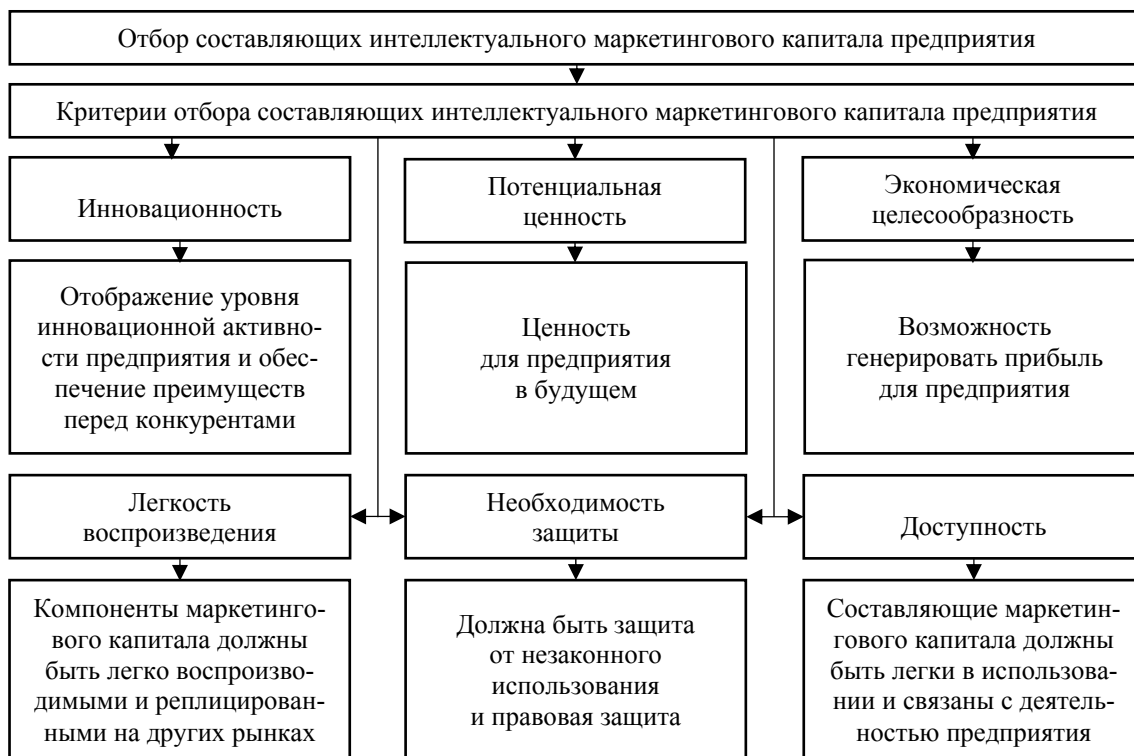 Отбор составляющих интеллектуального маркетингового капитала предприятия
Критерии отбора составляющих интеллектуального маркетингового капитала предприятия
Инновационность
Потенциальная
ценность
Экономическая
целесообразность
Отображение уровня
инновационной активно-
сти предприятия и обес-
печение преимуществ
перед конкурентами
Ценность
для предприятия
в будущем
Возможность
генерировать прибыль
для предприятия
Легкость
воспроизведения
Необходимость
защиты
Доступность
Компоненты маркетинго-
вого капитала должны
быть легко воспроизво-
димыми и реплицирован-
ными на других рынках
Должна быть защита
от незаконного
использования
и правовая защита
Составляющие маркетин-
гового капитала должны
быть легки в использова-
нии и связаны с деятель-
ностью предприятия